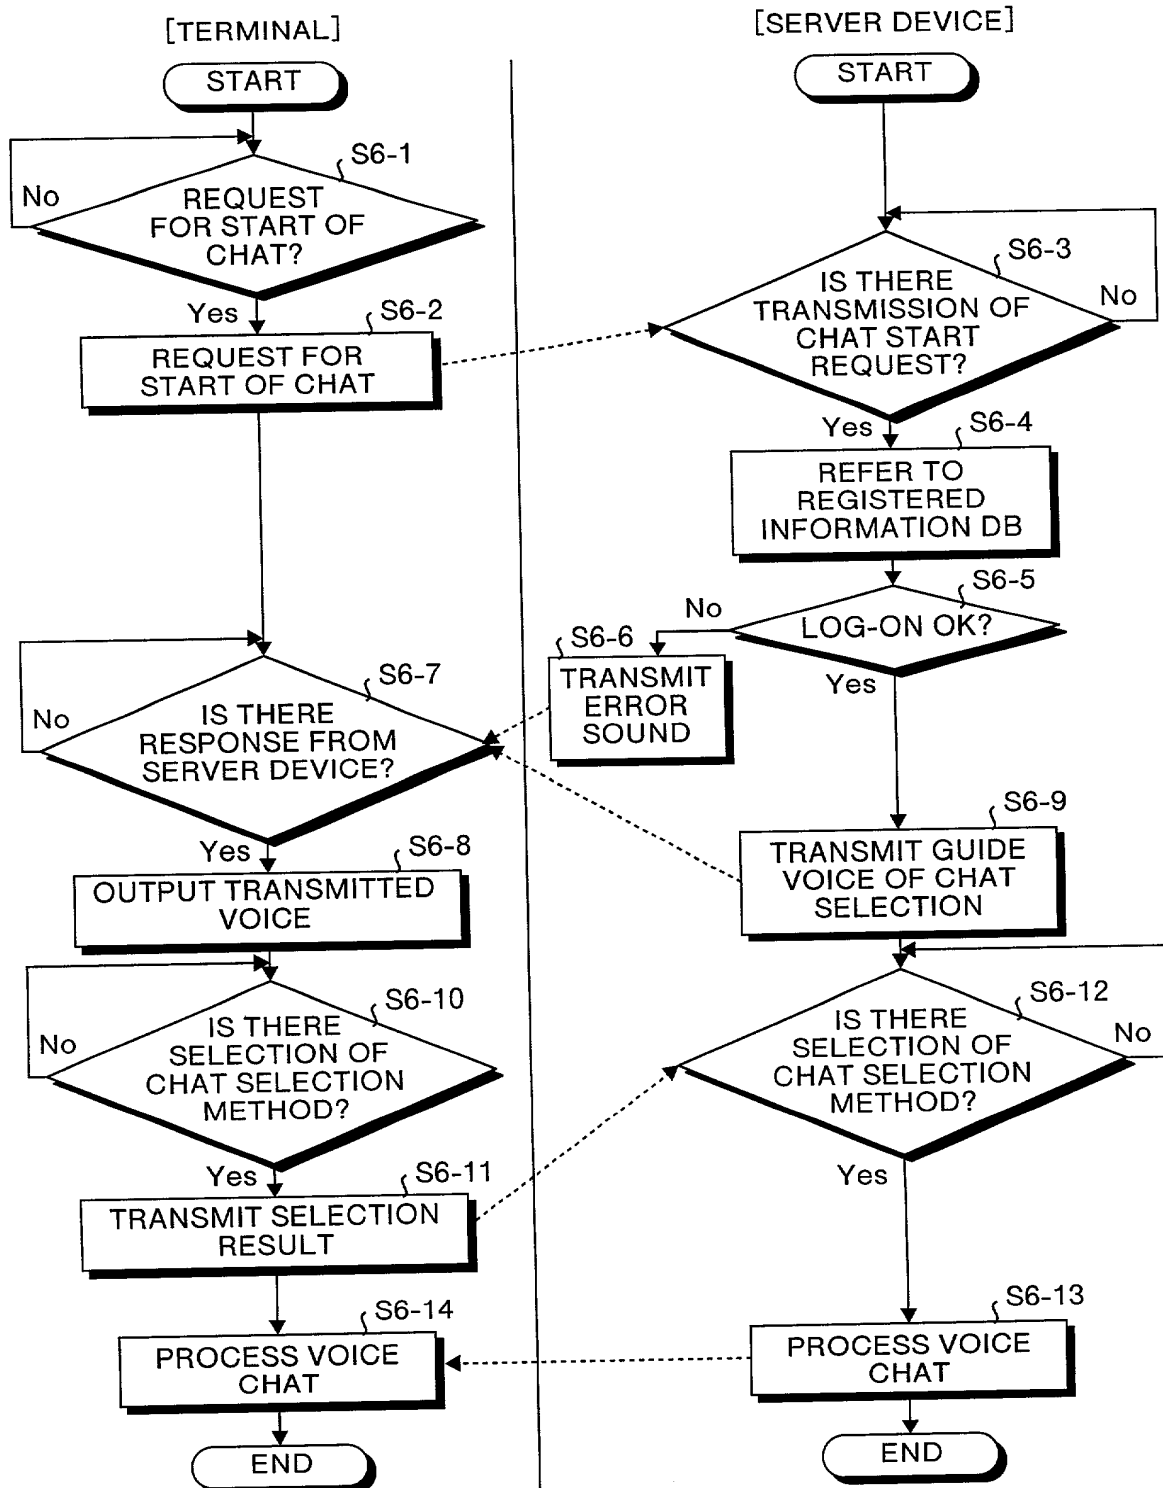 [TERMINAL]
START
S6-1
No
REQUEST
FOR START OF
CHAT?
Yes
S6-2
REQUEST FOR
START OF CHAT
S6-7
No
IS THERE
RESPONSE FROM
SERVER DEVICE?
Yes
S6-8
OUTPUT TRANSMITTED
VOICE
S6-10
No
IS THERE
SELECTION OF
CHAT SELECTION
METHOD?
Yes
S6-11
TRANSMIT SELECTION
RESULT
S6-14
PROCESS VOICE
CHAT
END
[SERVER DEVICE]
START
S6-3
No
IS THERE
TRANSMISSION OF
CHAT START
REQUEST?
Yes
S6-4
REFER TO
REGISTERED
INFORMATION DB
S6-5
No
LOG-ON OK?
Yes
S6-6
TRANSMIT
ERROR
SOUND
S6-9
TRANSMIT GUIDE
VOICE OF CHAT
SELECTION
S6-12
No
IS THERE
SELECTION OF
CHAT SELECTION
METHOD?
Yes
S6-13
PROCESS VOICE
CHAT
END